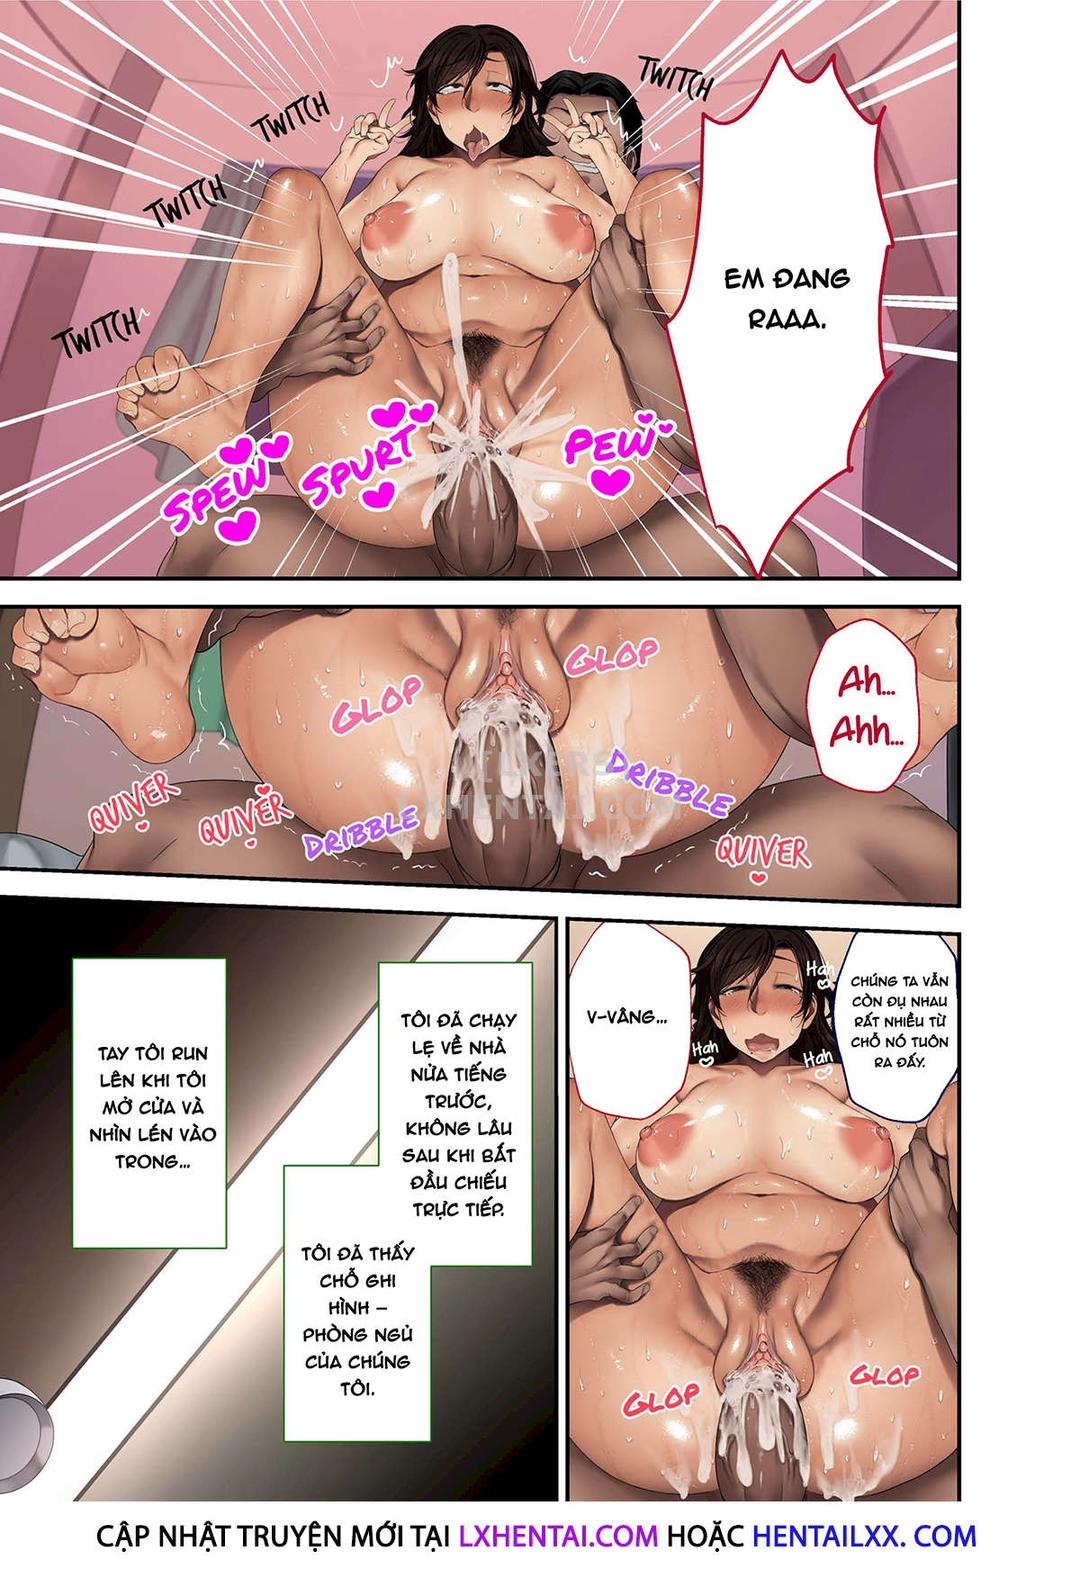 TWITCH
TWITCH
TWITCH
TWITCH
EM ĐANG
RAAA.
SPEW
SPURT
PEW
Ah...
Ahh...
GLOP
GLOP
QUIVER
QUIVER
DRIBBLE
DRIBBLE
QUIVER
LXHENTAI.COM
CHÚNG TA VẪN
CÒN ĐỤ NHAU
RẤT NHIỀU TỪ
CHỖ NÓ TUÔN
RA ĐẤY.
V-VÂNG...
Hah
Hah
Hah
GLOP
GLOP
TÔI ĐÃ CHẠY
LẸ VỀ NHÀ
NỬA TIẾNG
TRƯỚC,
KHÔNG LÂU
SAU KHI BẮT
ĐẦU CHIẾU
TRỰC TIẾP.
TÔI ĐÃ THẤY
CHỖ GHI
HÌNH –
PHÒNG NGỦ
CỦA CHÚNG
TÔI.
TAY TÔI RUN
LÊN KHI TÔI
MỞ CỬA VÀ
NHÌN LÉN VÀO
TRONG...
CẬP NHẬT TRUYỆN MỚI TẠI LXHENTAI.COM HOẶC HENTAILXX. COM